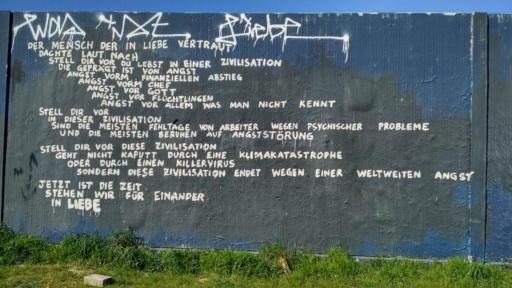 DER MENSCH DER IN LIEBE VERTRAUT
DACHTE LAUT NACH
STELL DIR VOR DU LEBST IN EINER ZIVILISATION
DIE GEPRÄGT IST VON ANGST
ANGST VORM FINANZIELLEN ABSTIEG
ANGST VORM CHEF
ANGST VOR GOTT
ANGST VOR FLÜCHTLINGEN
ANGST VOR ALLEM WAS MAN NICHT KENNT
STELL DIR VOR
IN DIESER ZIVILISATION
SIND DIE MEISTEN FEHLTAGE VON ARBEITER WEGEN PSYCHISCHER PROBLEME
UND DIE MEISTEN BERUHEN AUF ANGSTSTÖRUNG
STELL DIR VOR DIESE ZIVILISATION
GEHT NICHT KAPUTT DURCH EINE KLIMAKATASTROPHE
ODER DURCH EINEN KILLERVIRUS
SONDERN DIESE ZIVILISATION ENDET WEGEN EINER WELTWEITEN ANGST
JETZT IST DIE ZEIT
STEHEN WIR FÜR EINANDER
IN LIEBE